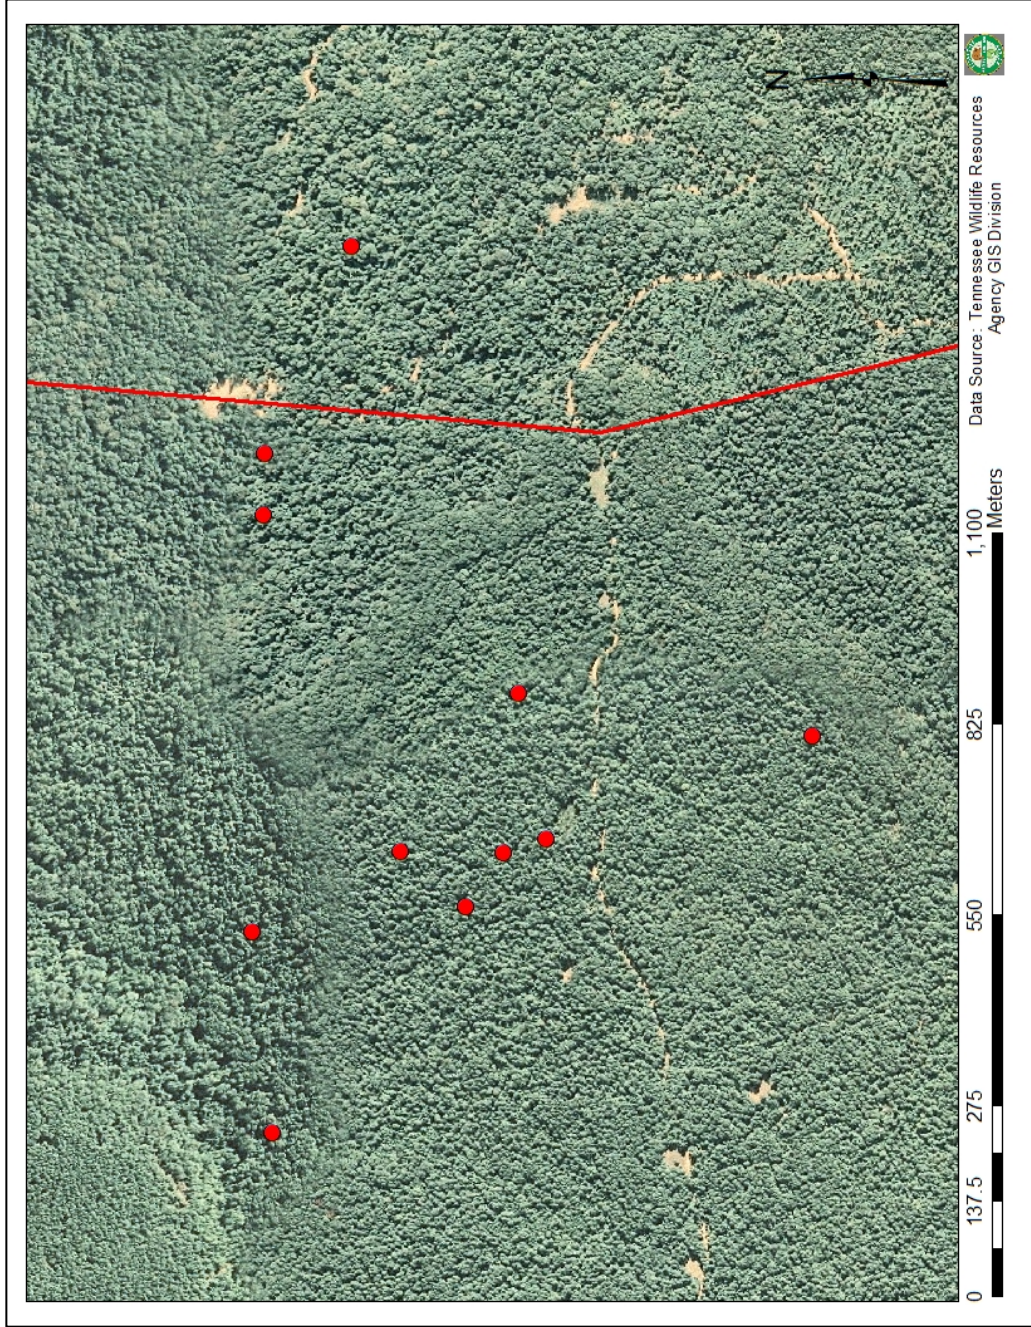 N
Data Source: Tennessee Wildlife Resources
Agency GIS Division
0 137.5 275 550 825 1,100
Meters